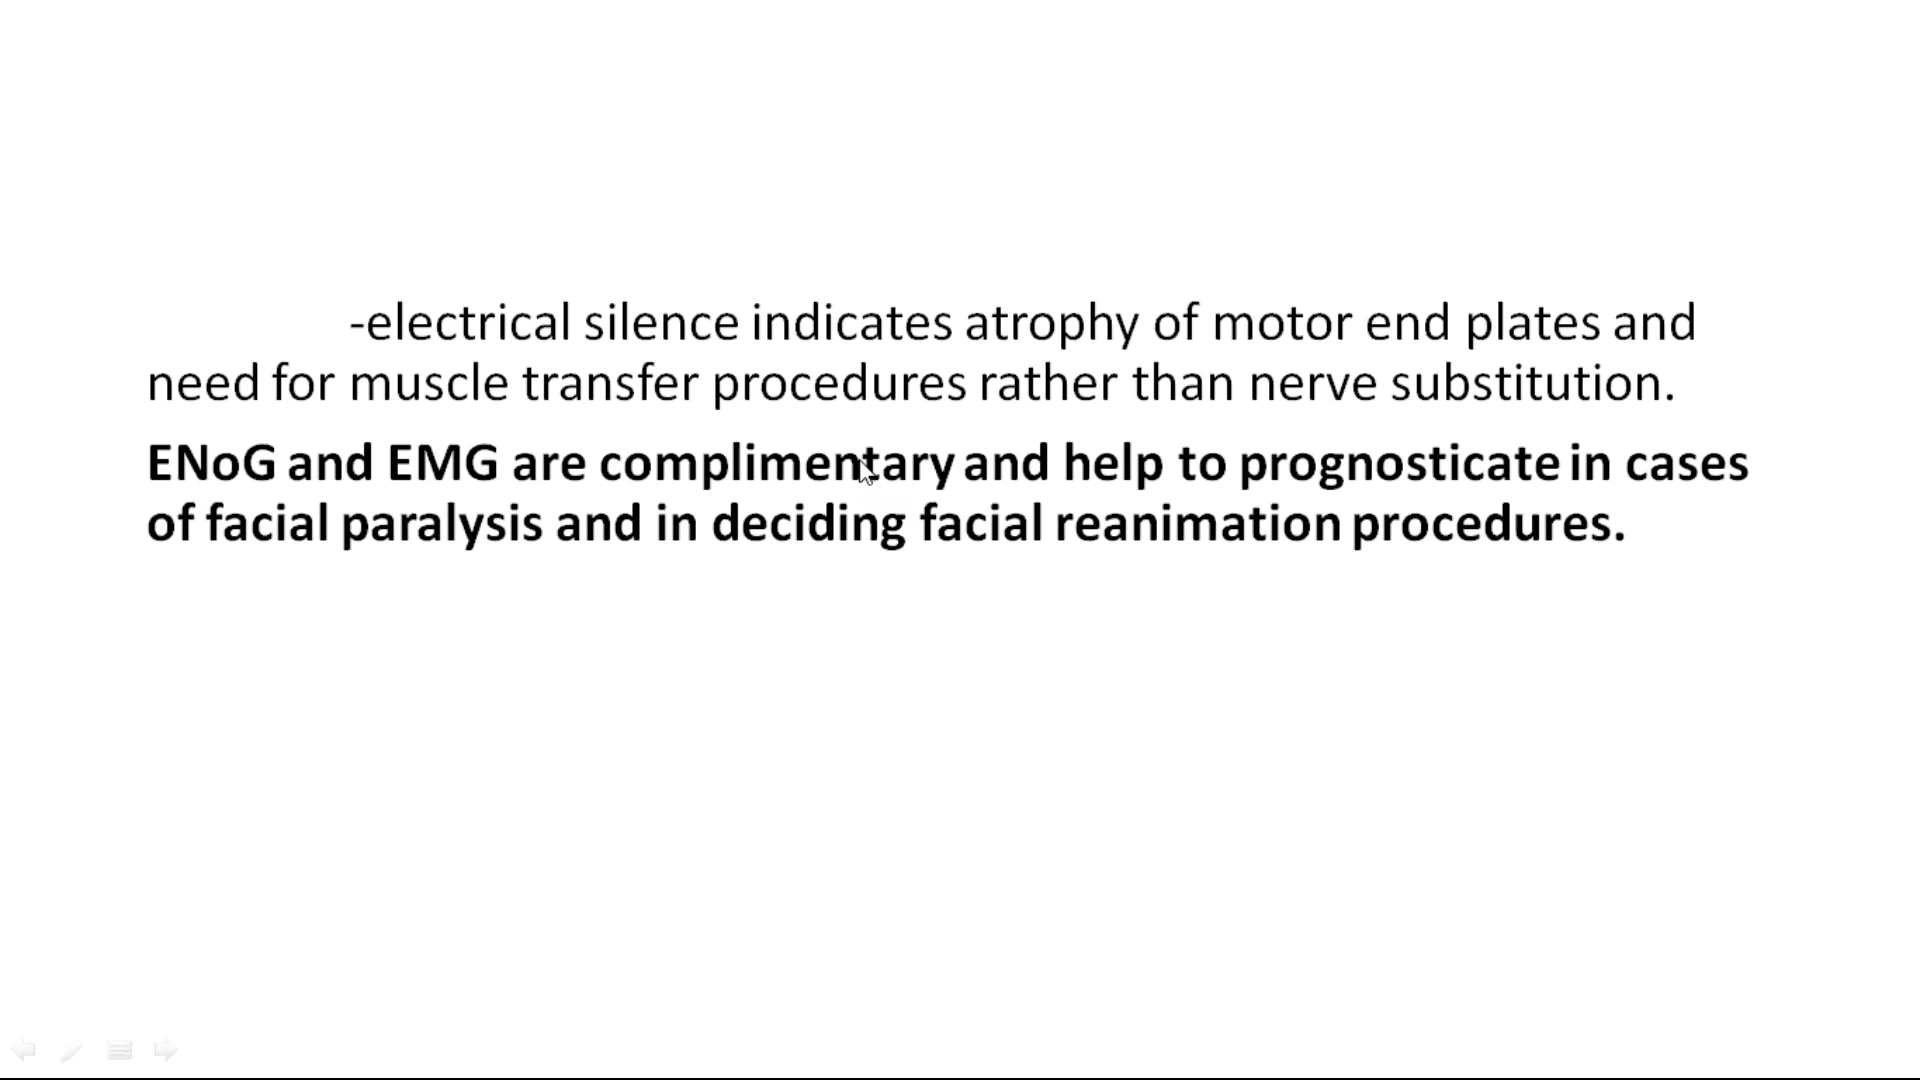 -electrical silence indicates atrophy of motor end plates and
need for muscle transfer procedures rather than nerve substitution.
ENoG and EMG are complimentary and help to prognosticate in cases
of facial paralysis and in deciding facial reanimation procedures.